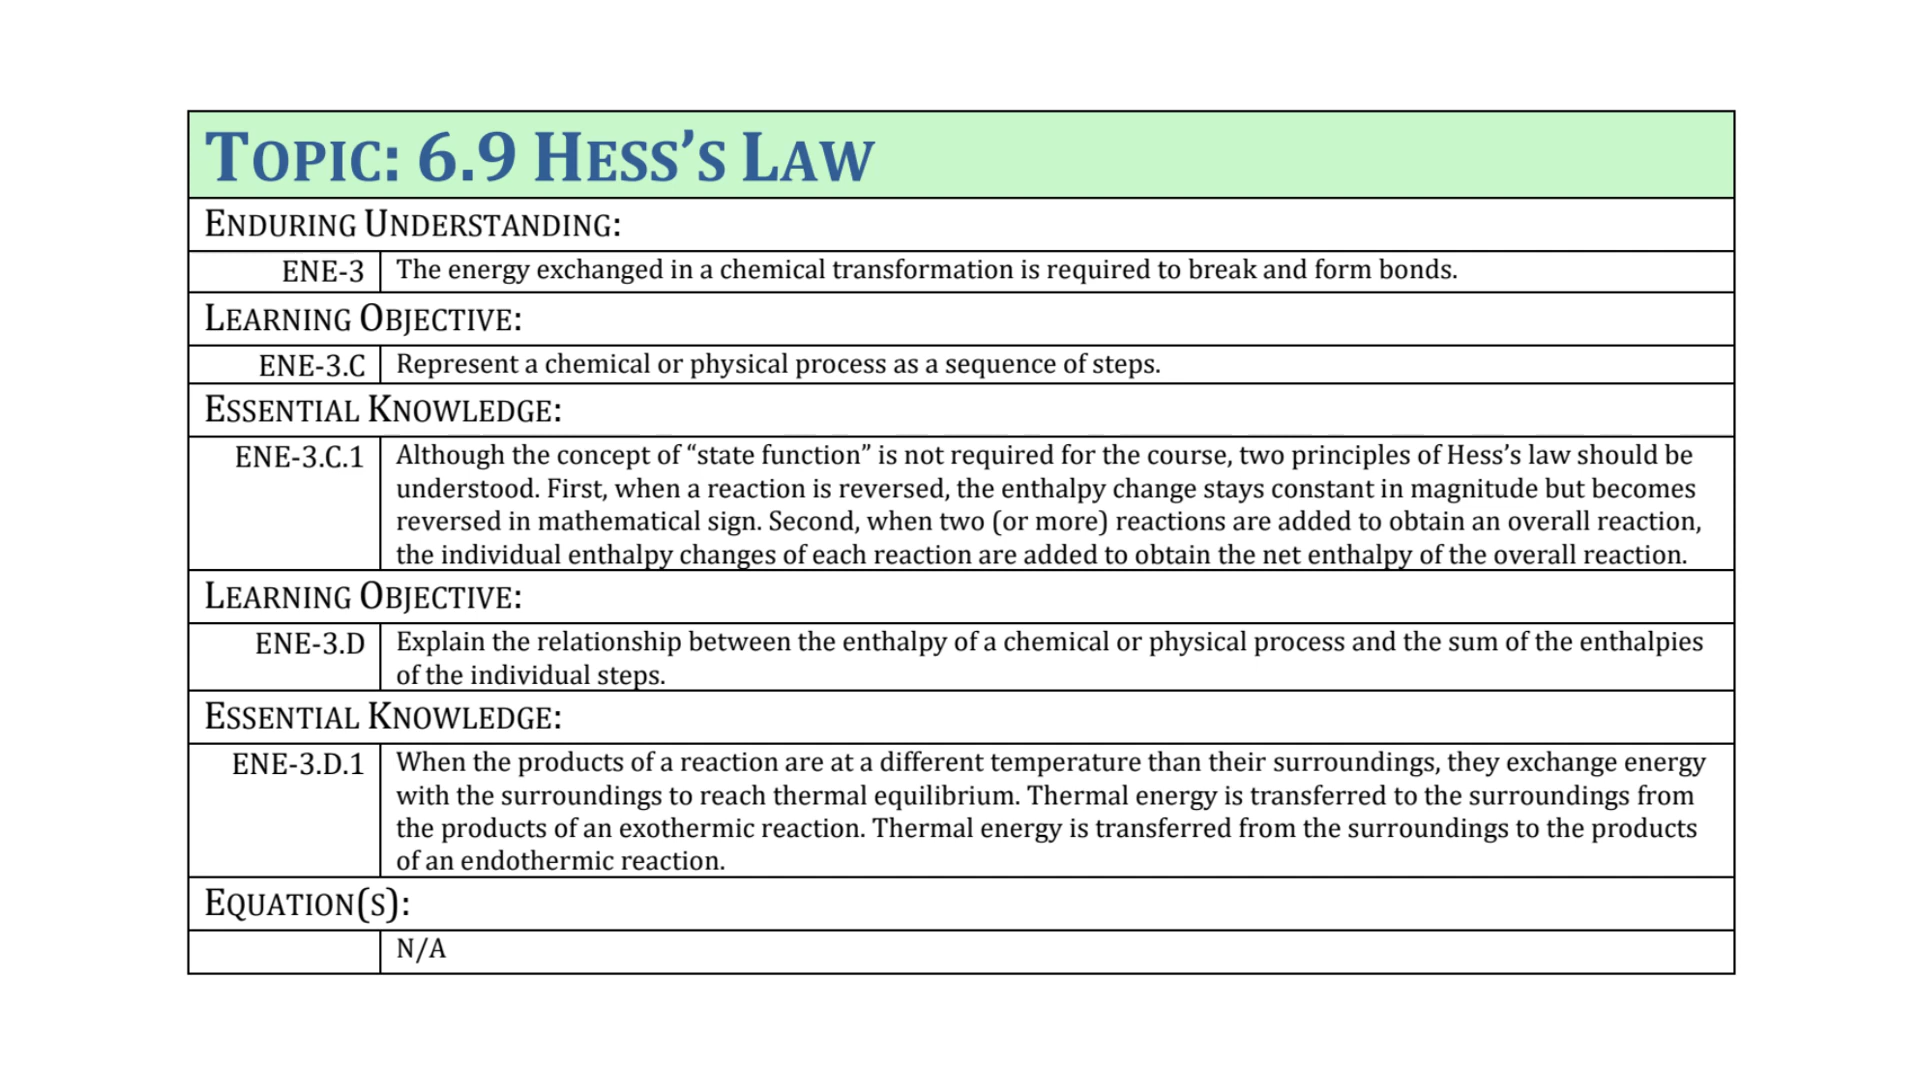 TOPIC: 6.9 HESS’S LAW
ENDURING UNDERSTANDING:
ENE-3 The energy exchanged in a chemical transformation is required to break and form bonds.
LEARNING OBJECTIVE:
ENE-3.C Represent a chemical or physical process as a sequence of steps.
ESSENTIAL KNOWLEDGE:
ENE-3.C.1 Although the concept of “state function” is not required for the course, two principles of Hess’s law should be
understood. First, when a reaction is reversed, the enthalpy change stays constant in magnitude but becomes
reversed in mathematical sign. Second, when two (or more) reactions are added to obtain an overall reaction,
the individual enthalpy changes of each reaction are added to obtain the net enthalpy of the overall reaction.
LEARNING OBJECTIVE:
ENE-3.D Explain the relationship between the enthalpy of a chemical or physical process and the sum of the enthalpies
of the individual steps.
ESSENTIAL KNOWLEDGE:
ENE-3.D.1 When the products of a reaction are at a different temperature than their surroundings, they exchange energy
with the surroundings to reach thermal equilibrium. Thermal energy is transferred to the surroundings from
the products of an exothermic reaction. Thermal energy is transferred from the surroundings to the products
of an endothermic reaction.
EQUATION(S):
N/A